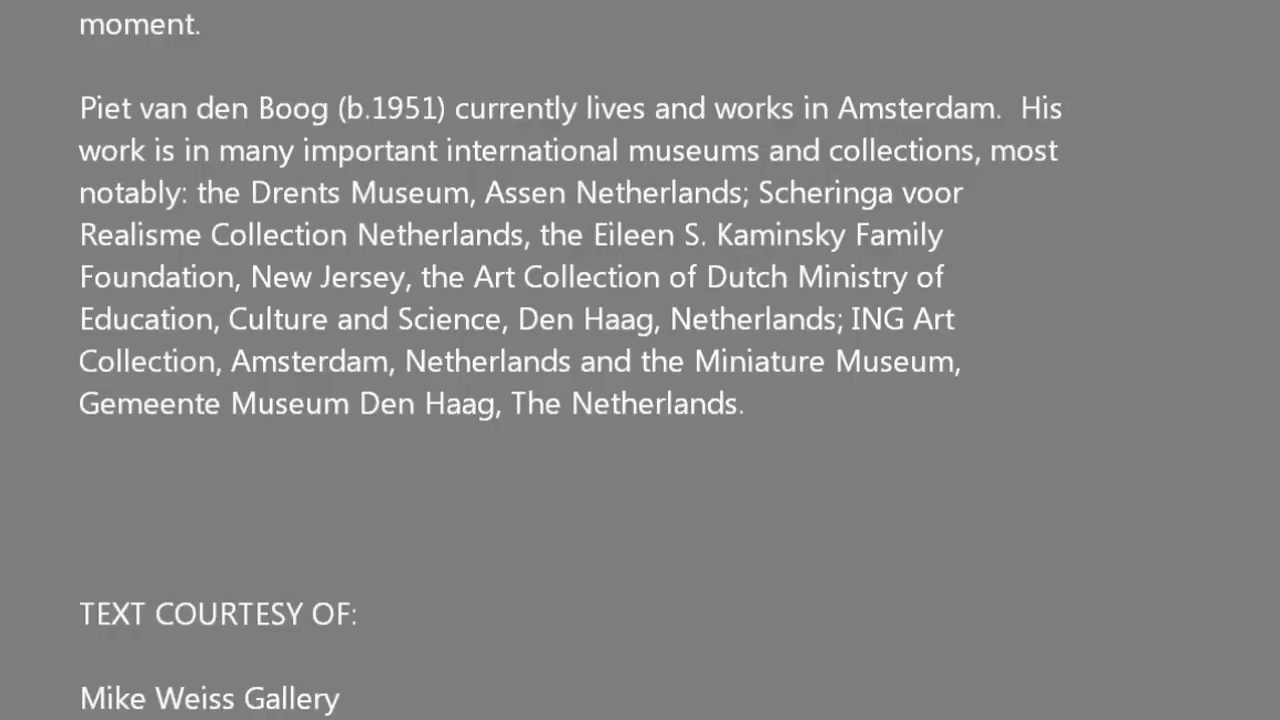 moment.
Piet van den Boog (b.1951) currently lives and works in Amsterdam.  His
work is in many important international museums and collections, most
notably: the Drents Museum, Assen Netherlands; Scheringa voor
Realisme Collection Netherlands, the Eileen S. Kaminsky Family
Foundation, New Jersey, the Art Collection of Dutch Ministry of
Education, Culture and Science, Den Haag, Netherlands; ING Art
Collection, Amsterdam, Netherlands and the Miniature Museum,
Gemeente Museum Den Haag, The Netherlands.
TEXT COURTESY OF:
Mike Weiss Gallery